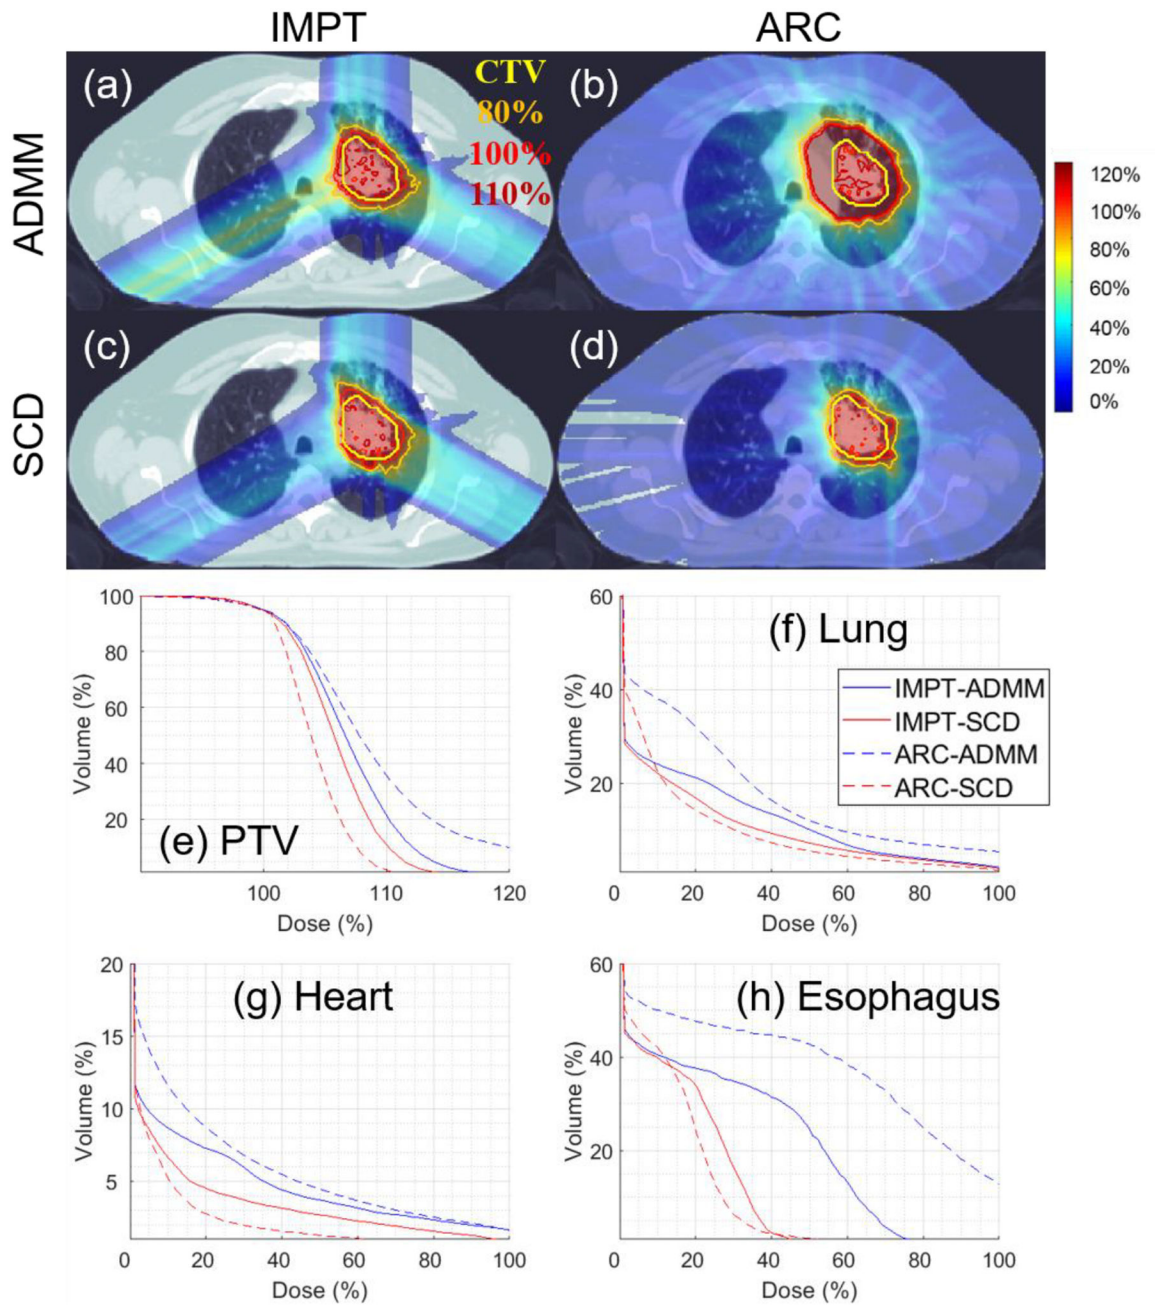 IMPT
ARC
ADMM
(a)
CTV
80%
100%
110%
(b)
120%
100%
80%
60%
40%
20%
0%
SCD
(c)
(d)
100
80
60
40
20
Volume (%)
(e) PTV
100
110
120
Dose (%)
60
40
20
Volume (%)
(f) Lung
IMPT-ADMM
IMPT-SCD
ARC-ADMM
ARC-SCD
0
20
40
60
80
100
Dose (%)
20
15
10
5
Volume (%)
(g) Heart
0
20
40
60
80
100
Dose (%)
60
40
20
Volume (%)
(h) Esophagus
0
20
40
60
80
100
Dose (%)